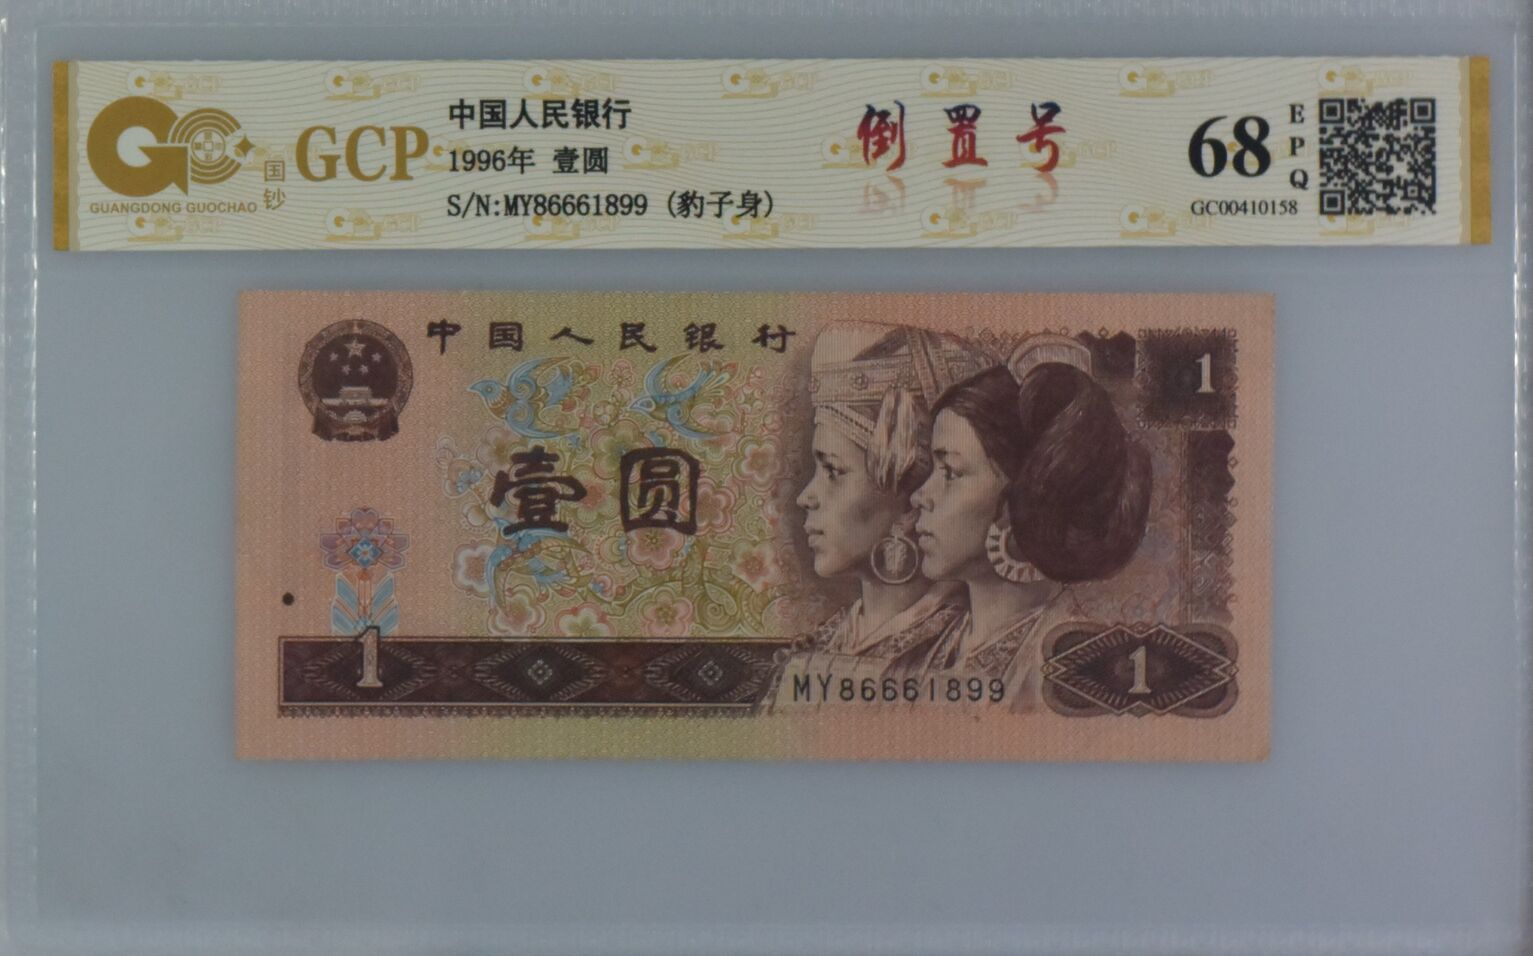 GCP
国钞
GUANGDONG GUOCHAO
中国人民银行
1996年 壹圆
S/N:MY86661899 (豹子身)
倒置号
68
EPQ
GC00410158
中国人民银行
1
壹圆
1
MY86661899
1